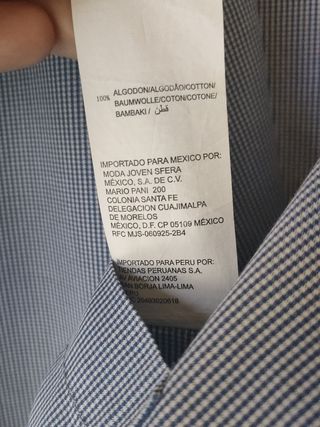 100% ALGODON/ALGODÃO/COTTON/
BAUMWOLLE/COTON/COTONE/
BAMBAKI / قطن
IMPORTADO PARA MEXICO POR:
MODA JOVEN SFERA
MÉXICO, S.A. DE C.V.
MARIO PANI 200
COLONIA SANTA FE
DELEGACION CUAJIMALPA
DE MORELOS
MÉXICO, D.F. CP 05109 MÉXICO
RFC MJS-060925-2B4
IMPORTADO PARA PERU POR:
TIENDAS PERUANAS S.A.
AVIACION 2405
SAN BORJA LIMA-LIMA
20493020618